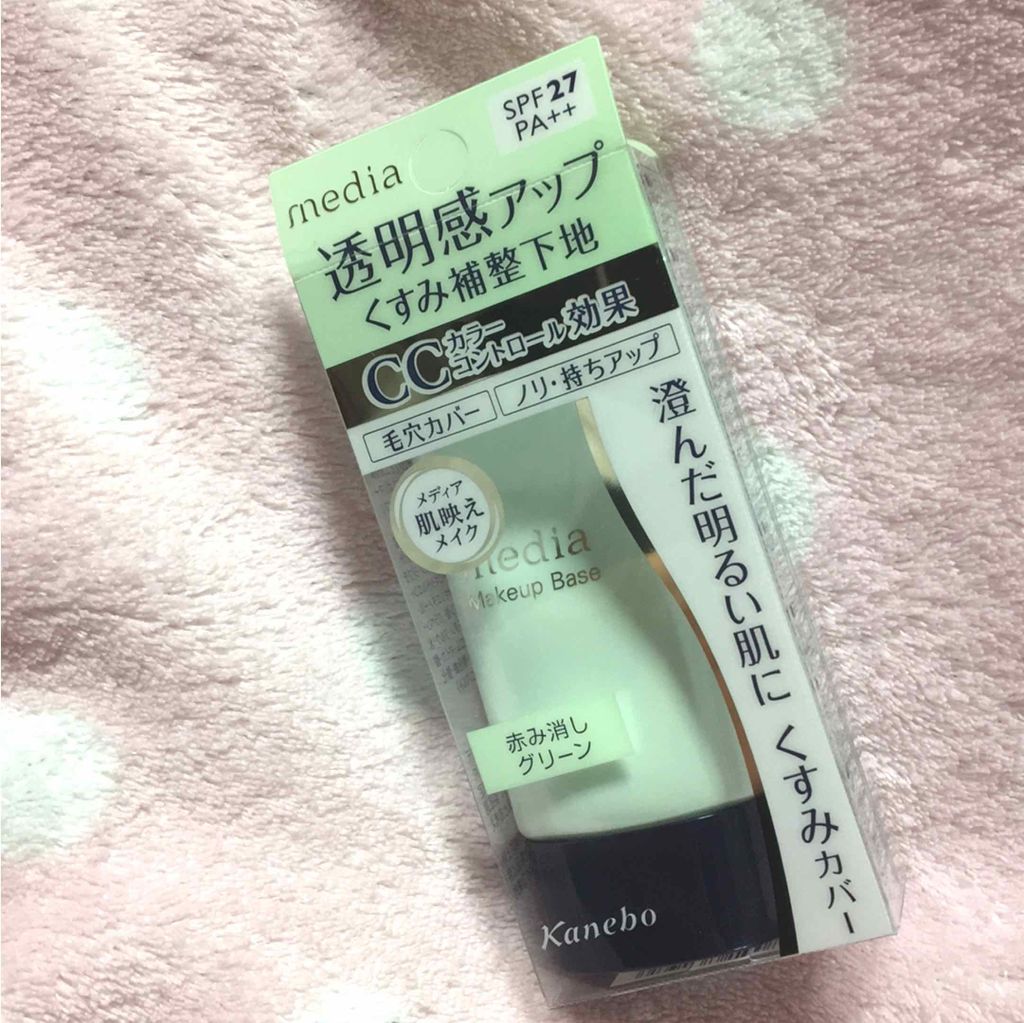 SPF27
PA++
media
透明感アップ
くすみ補整下地
CCカラーコントロール効果
毛穴カバー
ノリ・持ちアップ
澄んだ明るい肌に くすみカバー
メディア
肌映え
メイク
media
Makeup Base
赤み消し
グリーン
Kanebo